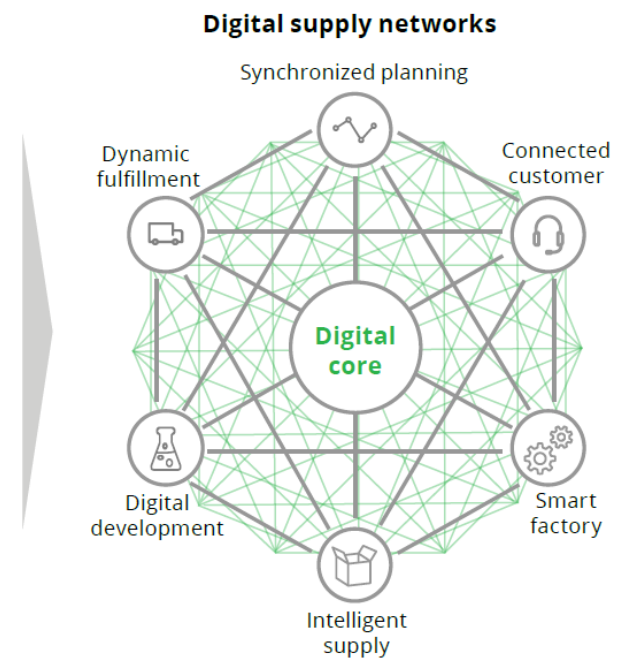 Digital supply networks
Synchronized planning
Dynamic
fulfillment
Connected
customer
Digital
core
Digital
development
Smart
factory
Intelligent
supply